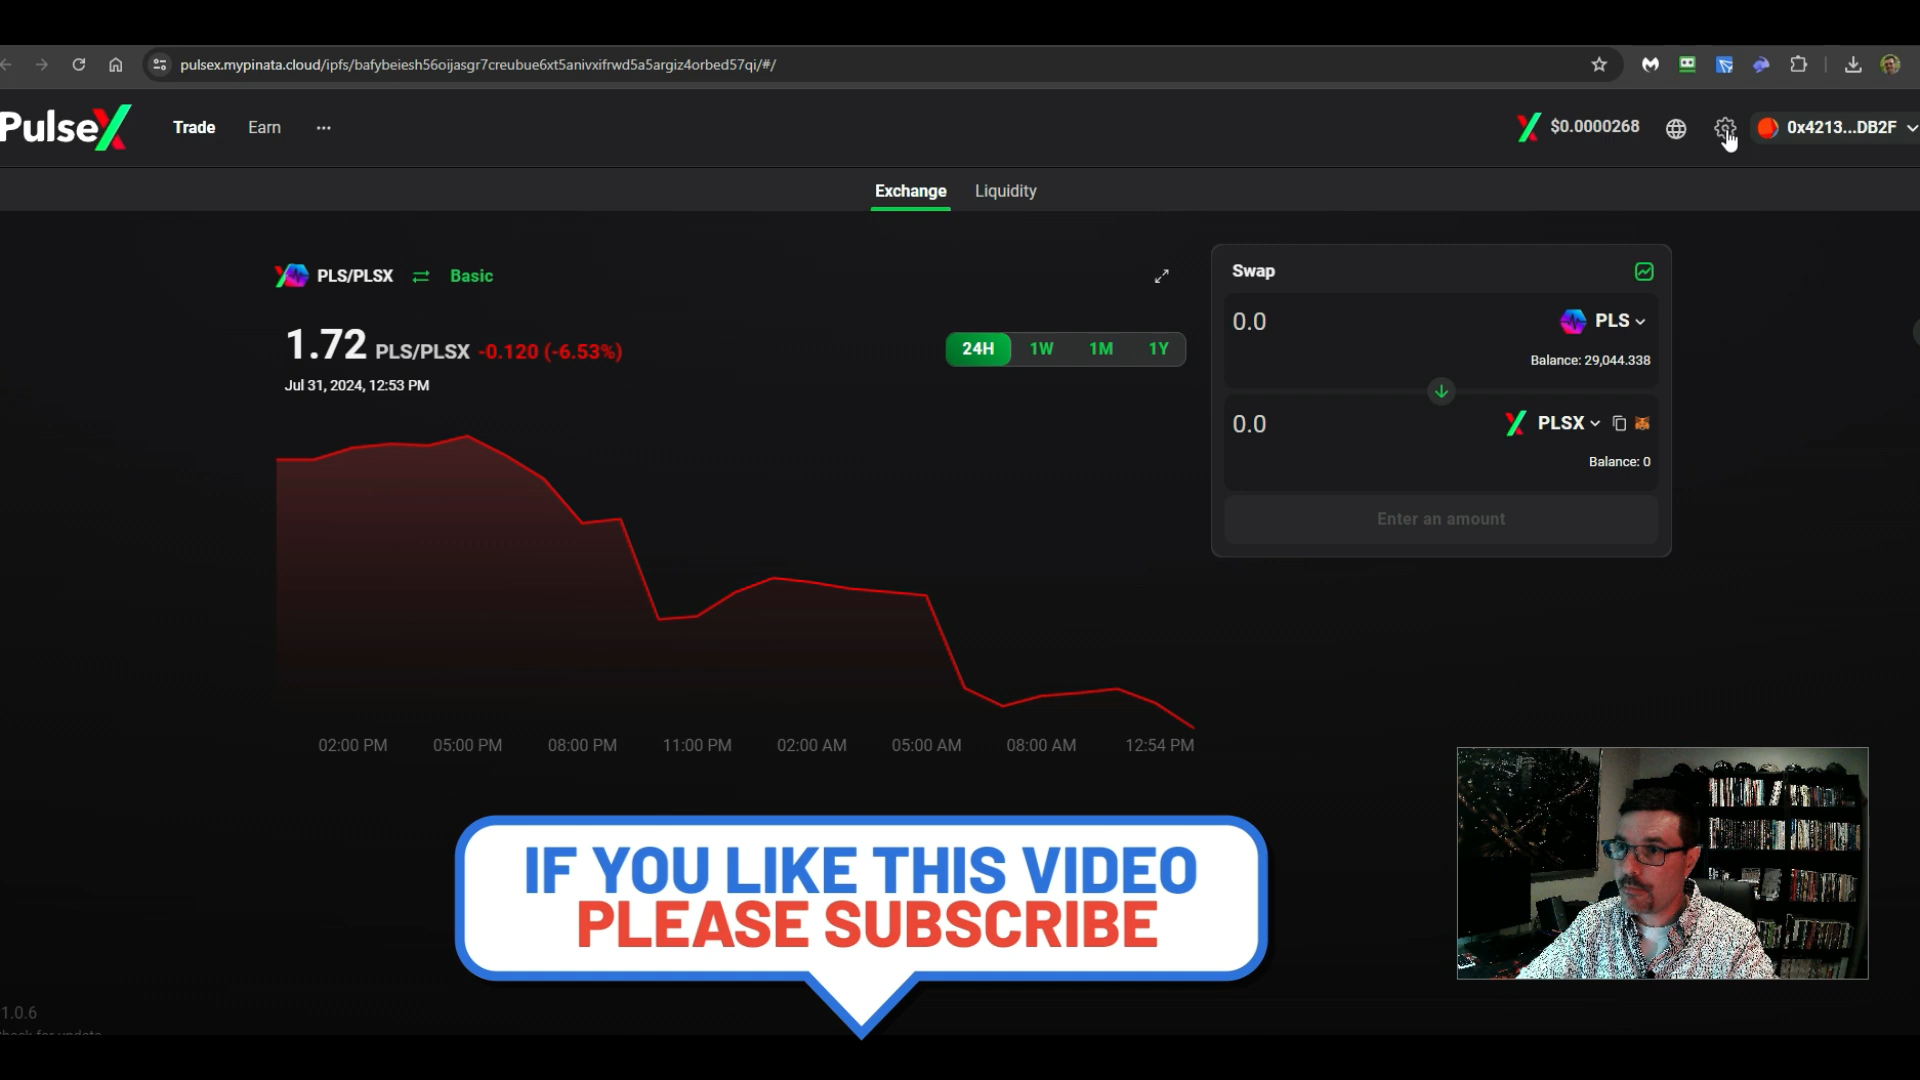 pulsex.mypinata.cloud/ipfs/bafybeiesh56oijasgr7creubue6xt5anivxifrwd5a5argiz4orbed57qi/#/
PulseX
Trade
Earn
...
$0.0000268
0x4213...DB2F
Exchange
Liquidity
PLS/PLSX
Basic
1.72 PLS/PLSX -0.120 (-6.53%)
Jul 31, 2024, 12:53 PM
24H
1W
1M
1Y
02:00 PM
05:00 PM
08:00 PM
11:00 PM
02:00 AM
05:00 AM
08:00 AM
12:54 PM
Swap
0.0
PLS
Balance: 29,044.338
0.0
PLSX
Balance: 0
Enter an amount
IF YOU LIKE THIS VIDEO
PLEASE SUBSCRIBE
1.0.6